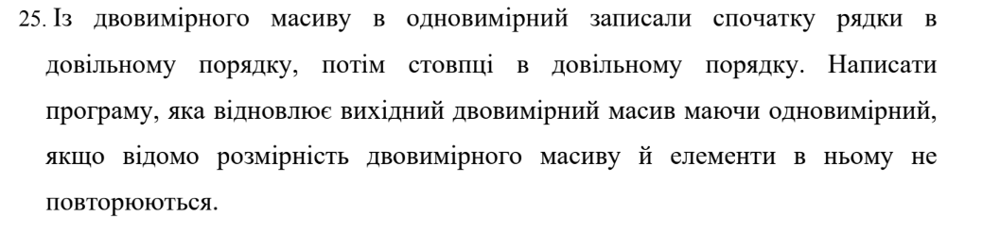 25. Із двовимірного масиву в одновимірний записали спочатку рядки в
довільному порядку, потім стовпці в довільному порядку. Написати
програму, яка відновлює вихідний двовимірний масив маючи одновимірний,
якщо відомо розмірність двовимірного масиву й елементи в ньому не
повторюються.